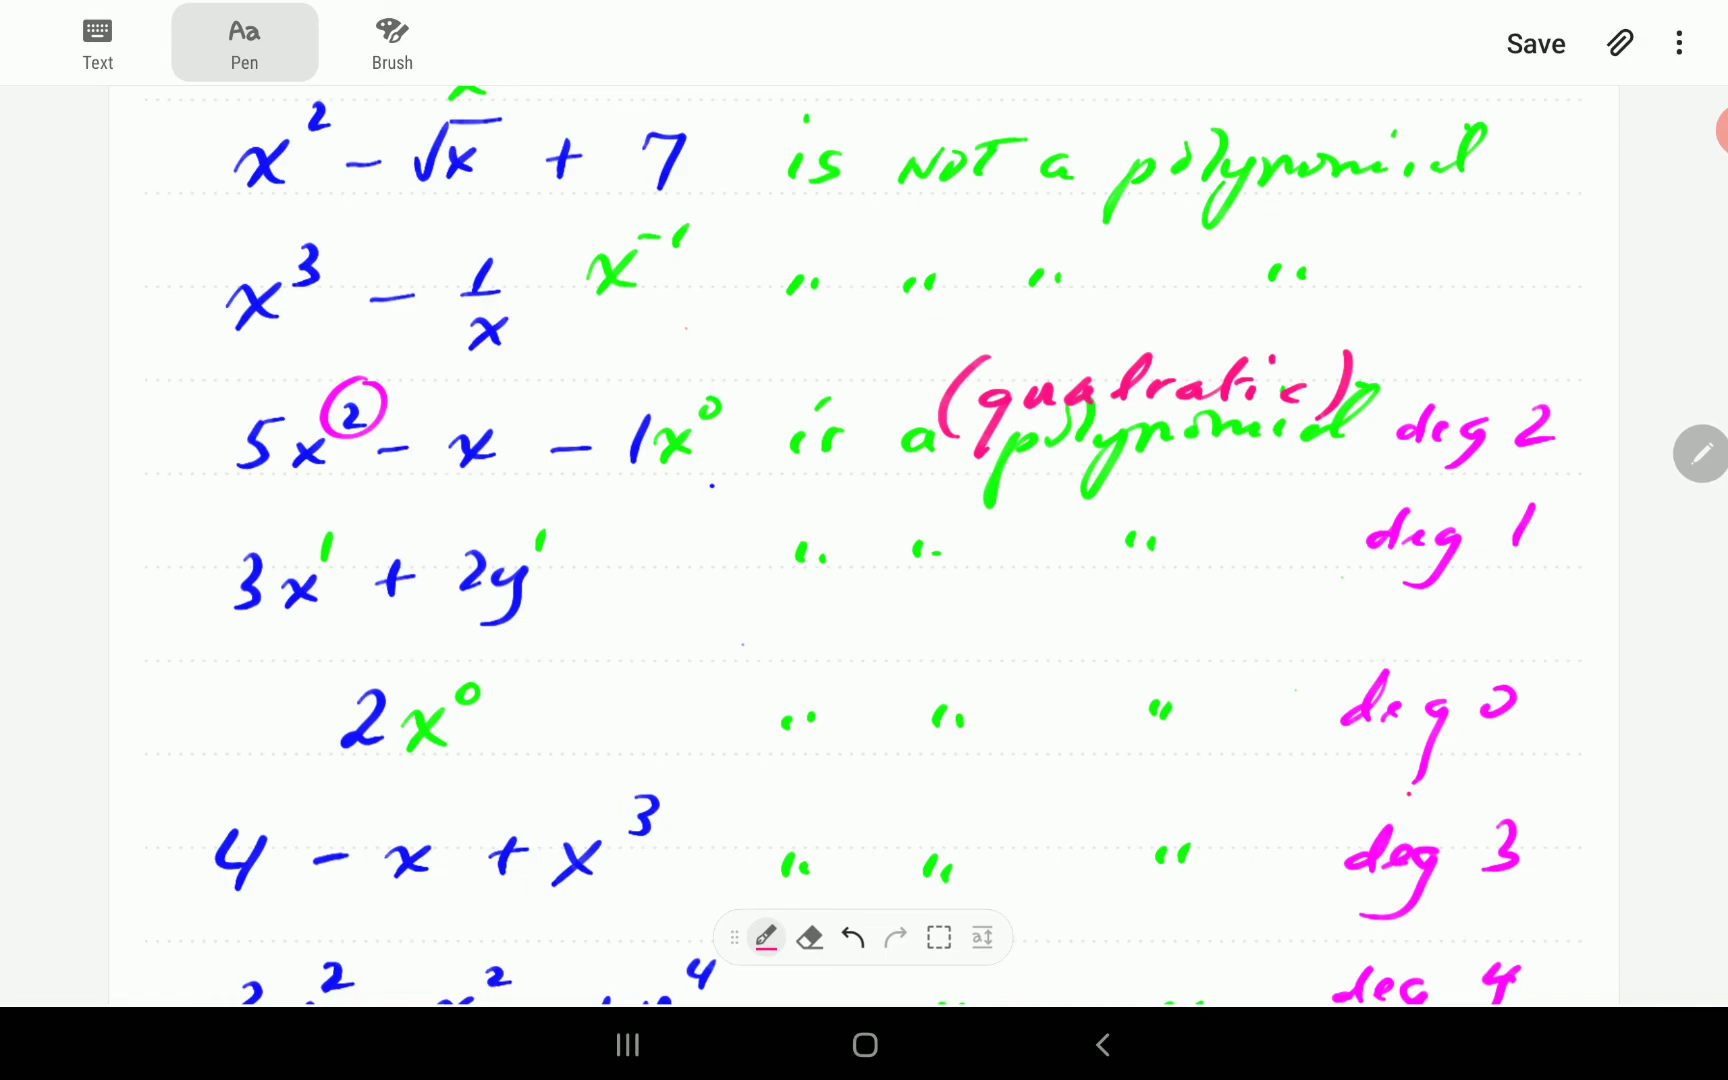 Text Pen Brush Save
x² - √x + 7 is NOT a polynomial
x³ - 1/x x⁻¹ " " " "
(quadratic)
5x² - x - 1x⁰ is a polynomial deg 2
3x¹ + 2y¹ " " " deg 1
2x⁰ " " " deg 0
4 - x + x³ " " " deg 3
deg 4